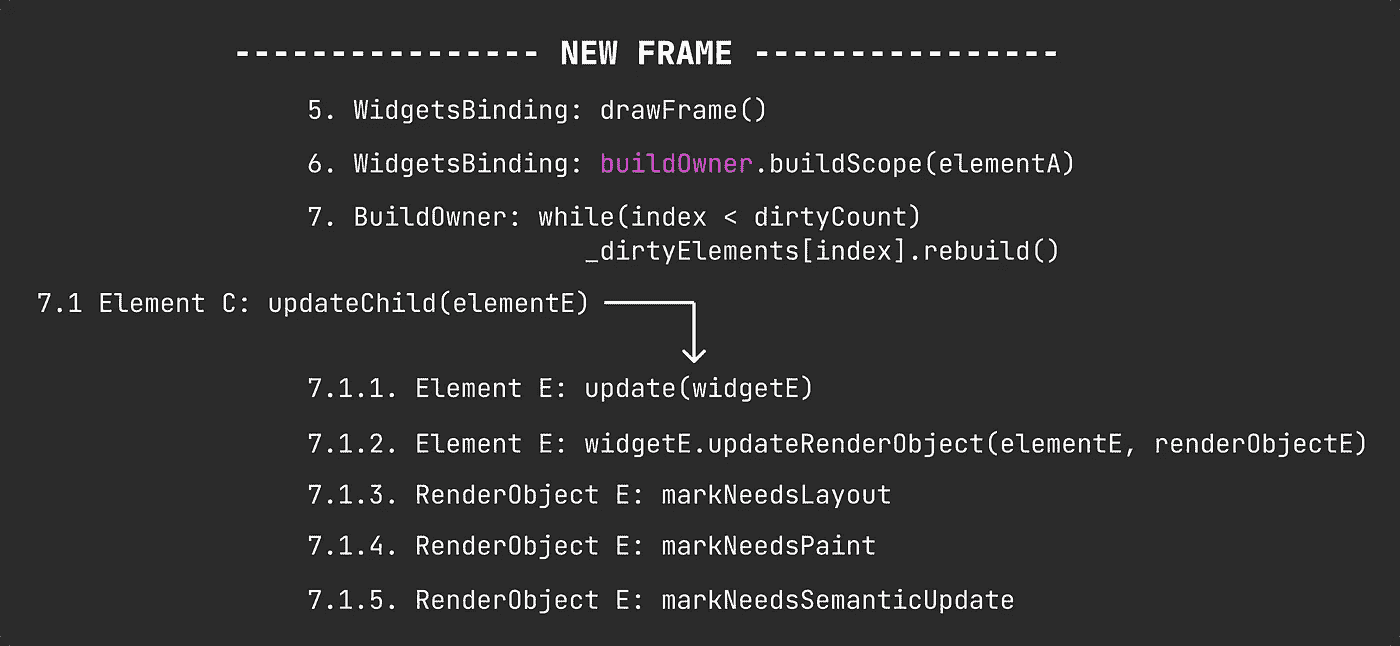 ---------------- NEW FRAME ----------------
5. WidgetsBinding: drawFrame()
6. WidgetsBinding: buildOwner.buildScope(elementA)
7. BuildOwner: while(index < dirtyCount)
_dirtyElements[index].rebuild()
7.1 Element C: updateChild(elementE)
7.1.1. Element E: update(widgetE)
7.1.2. Element E: widgetE.updateRenderObject(elementE, renderObjectE)
7.1.3. RenderObject E: markNeedsLayout
7.1.4. RenderObject E: markNeedsPaint
7.1.5. RenderObject E: markNeedsSemanticUpdate